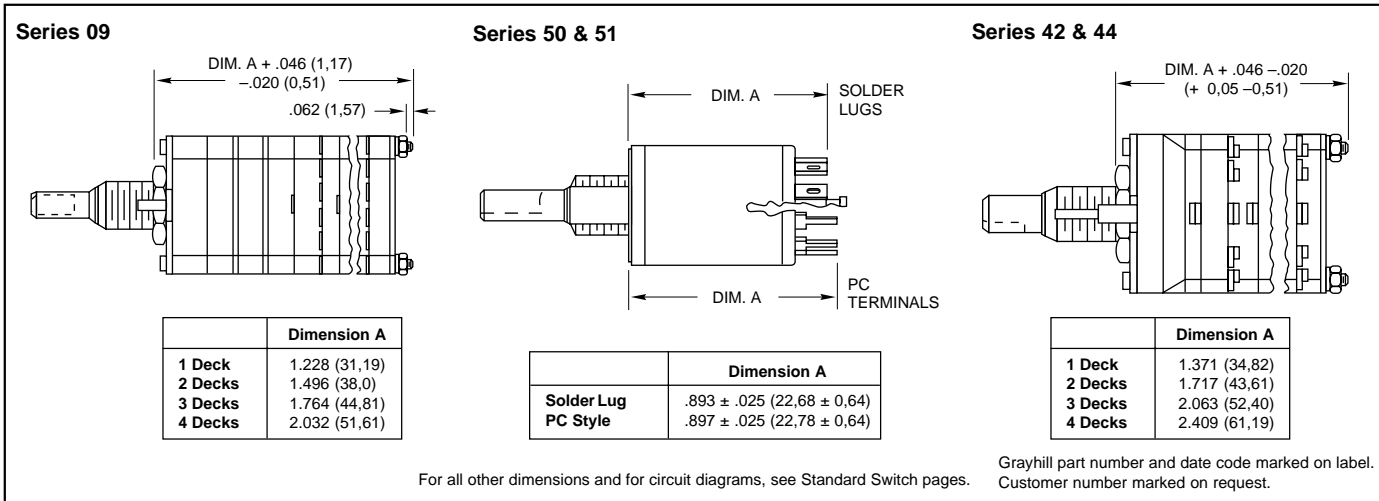 Series 09
DIM. A + .046 (1,17)
–.020 (0,51)
.062 (1,57)
Dimension A
1 Deck 1.228 (31,19)
2 Decks 1.496 (38,0)
3 Decks 1.764 (44,81)
4 Decks 2.032 (51,61)
Series 50 & 51
DIM. A
SOLDER
LUGS
DIM. A
PC
TERMINALS
Dimension A
Solder Lug .893 ± .025 (22,68 ± 0,64)
PC Style .897 ± .025 (22,78 ± 0,64)
Series 42 & 44
DIM. A + .046 –.020
(+ 0,05 –0,51)
Dimension A
1 Deck 1.371 (34,82)
2 Decks 1.717 (43,61)
3 Decks 2.063 (52,40)
4 Decks 2.409 (61,19)
For all other dimensions and for circuit diagrams, see Standard Switch pages.
Grayhill part number and date code marked on label.
Customer number marked on request.